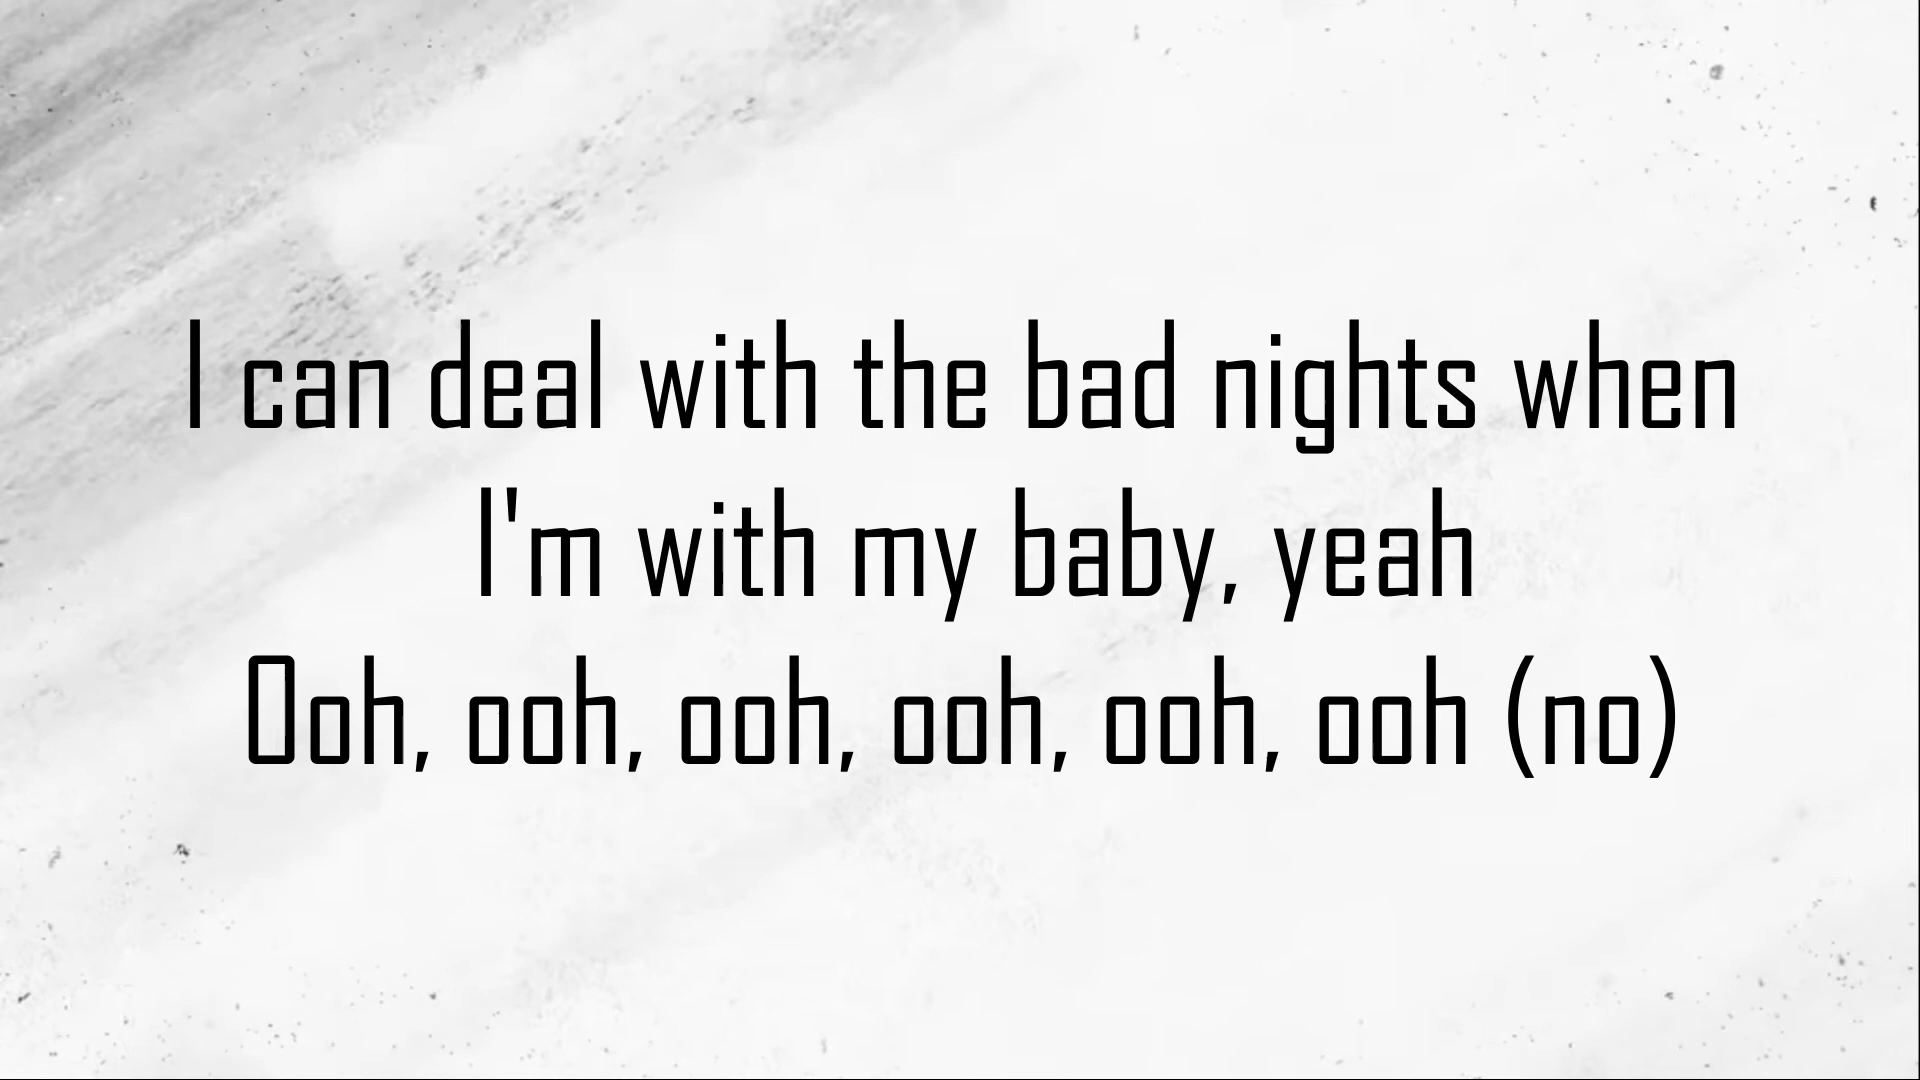 I can deal with the bad nights when
I'm with my baby, yeah
Ooh, ooh, ooh, ooh, ooh, ooh (no)